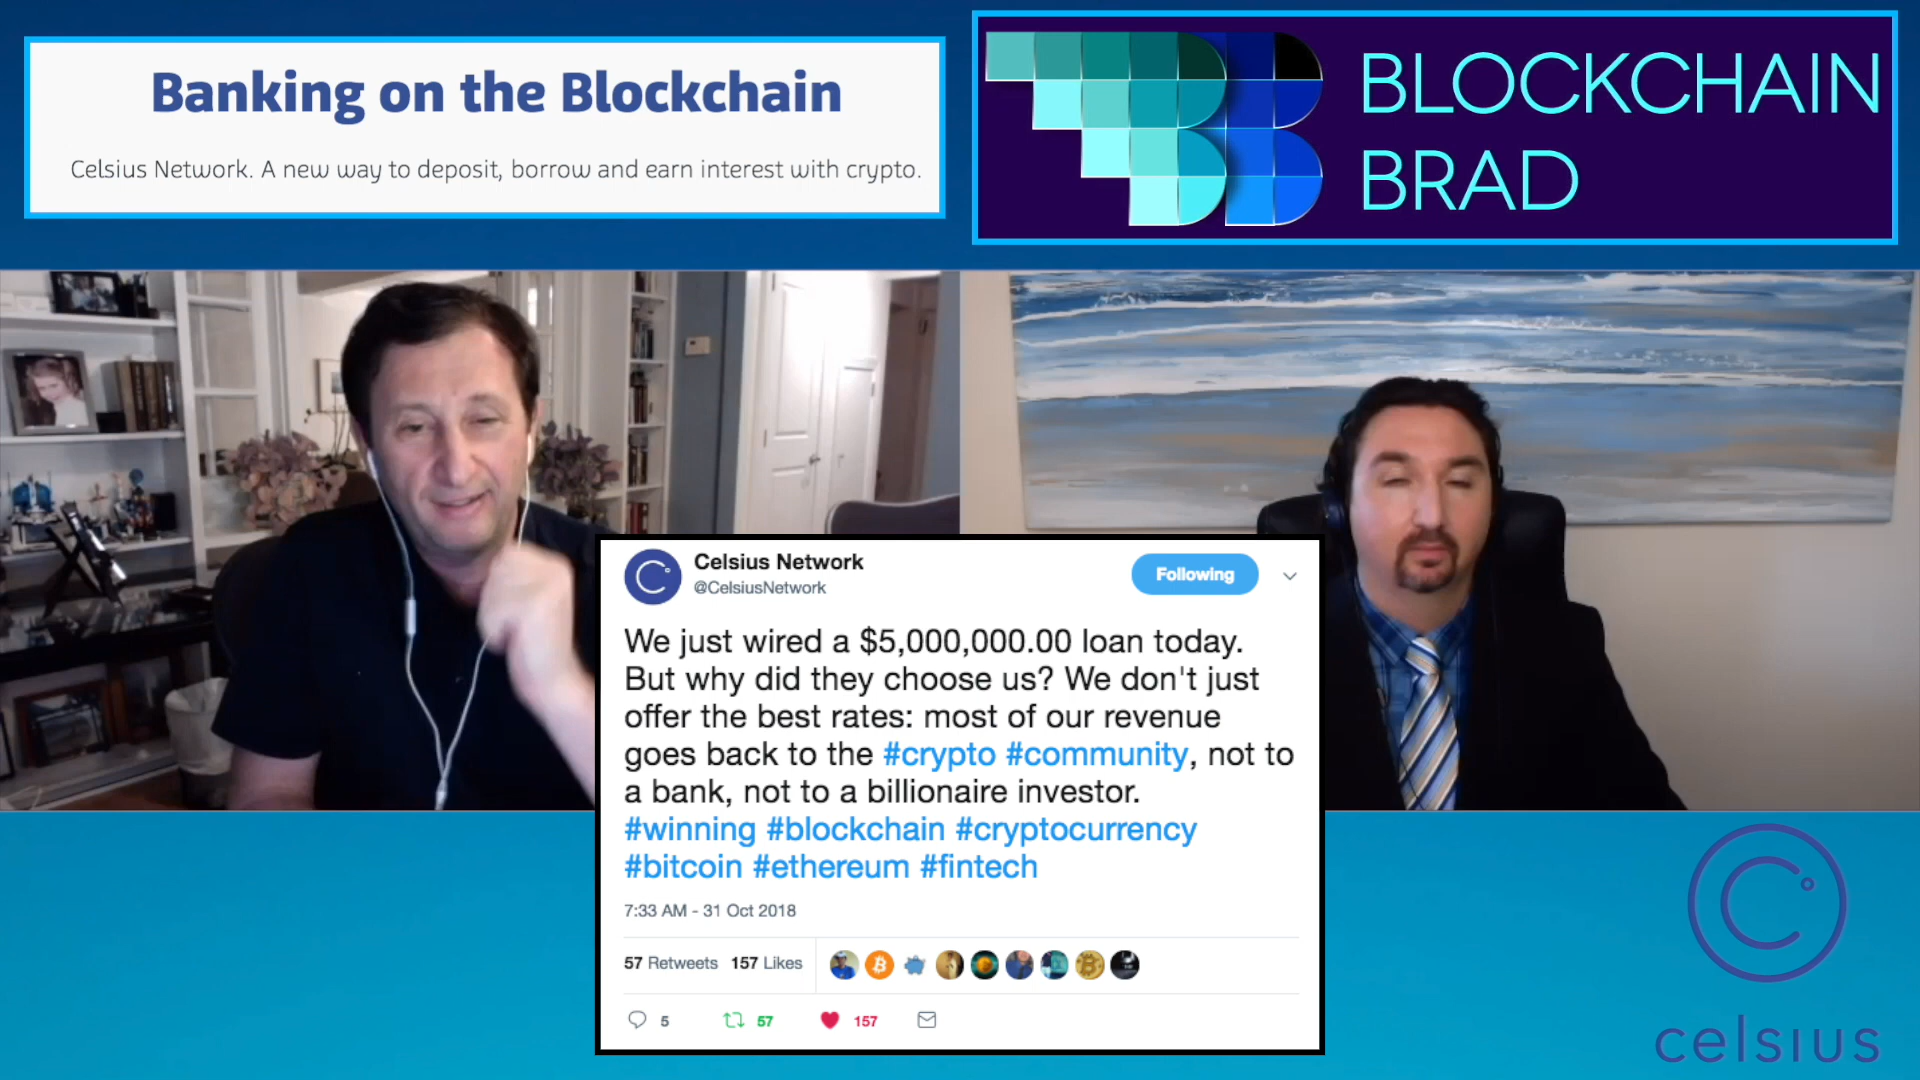 Banking on the Blockchain
Celsius Network. A new way to deposit, borrow and earn interest with crypto.
BLOCKCHAIN
BRAD
Celsius Network
@CelsiusNetwork
Following
We just wired a $5,000,000.00 loan today.
But why did they choose us? We don't just
offer the best rates: most of our revenue
goes back to the #crypto #community, not to
a bank, not to a billionaire investor.
#winning #blockchain #cryptocurrency
#bitcoin #ethereum #fintech
7:33 AM - 31 Oct 2018
57 Retweets 157 Likes
5 57 157
celsius